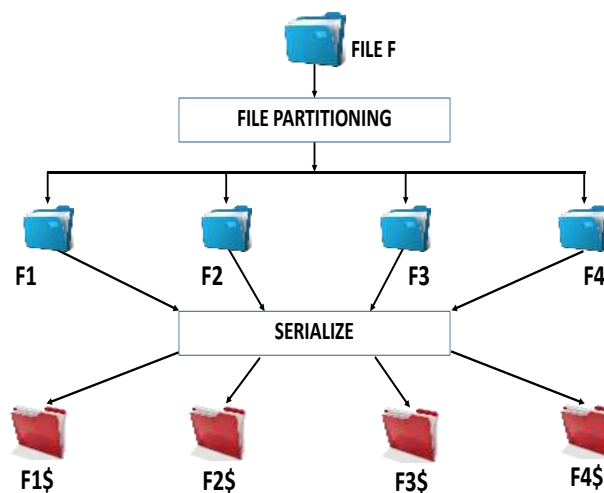 FILE F
FILE PARTITIONING
F1
F2
F3
F4
SERIALIZE
F1$
F2$
F3$
F4$